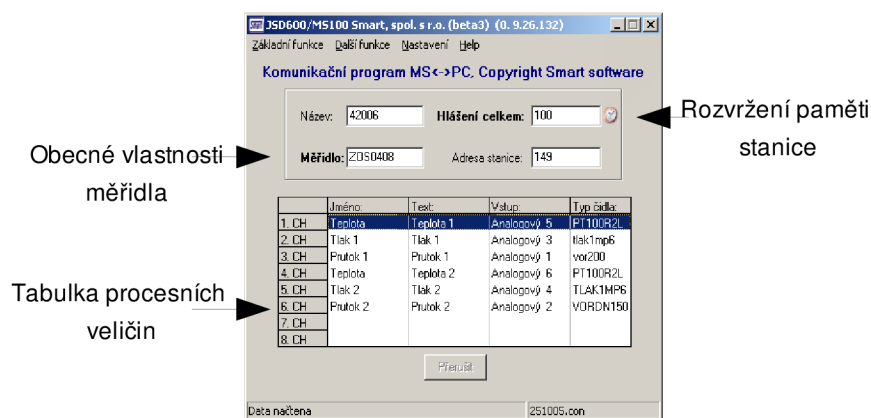 JSD600/MS100 Smart, spol. s r.o. (beta3) (0. 9.26.132)
Základní funkce Další funkce Nastavení Help
Komunikační program MS<->PC, Copyright Smart software
Název: 42006 Hlášení celkem: 100
Měřidlo: ZOS0408 Adresa stanice: 149
Rozvržení paměti
stanice
Obecné vlastnosti
měřidla
Jméno: Text: Vstup: Typ čidla:
1. CH Teplota Teplota 1 Analogový 5 PT100R2L
2. CH Tlak 1 Tlak 1 Analogový 3 tlak1mp6
3. CH Prutok 1 Prutok 1 Analogový 1 vor200
4. CH Teplota Teplota 2 Analogový 6 PT100R2L
5. CH Tlak 2 Tlak 2 Analogový 4 TLAK1MP6
6. CH Prutok 2 Prutok 2 Analogový 2 VORDN150
7. CH
8. CH
Tabulka procesních
veličin
Přerušit
Data načtena 251005.con